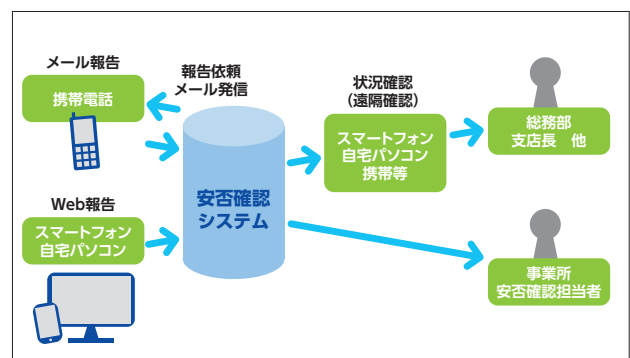 メール報告
携帯電話
報告依頼
メール発信
Web報告
スマートフォン
自宅パソコン
安否確認
システム
状況確認
（遠隔確認）
スマートフォン
自宅パソコン
携帯等
総務部
支店長　他
事業所
安否確認担当者